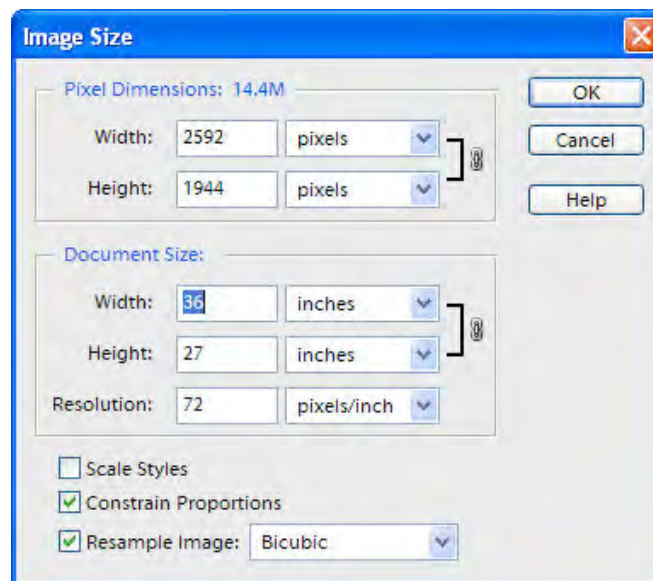 Image Size
Pixel Dimensions: 14.4M
OK
Width: 2592 pixels
Cancel
Height: 1944 pixels
Help
Document Size:
Width: 36 inches
Height: 27 inches
Resolution: 72 pixels/inch
Scale Styles
Constrain Proportions
Resample Image: Bicubic